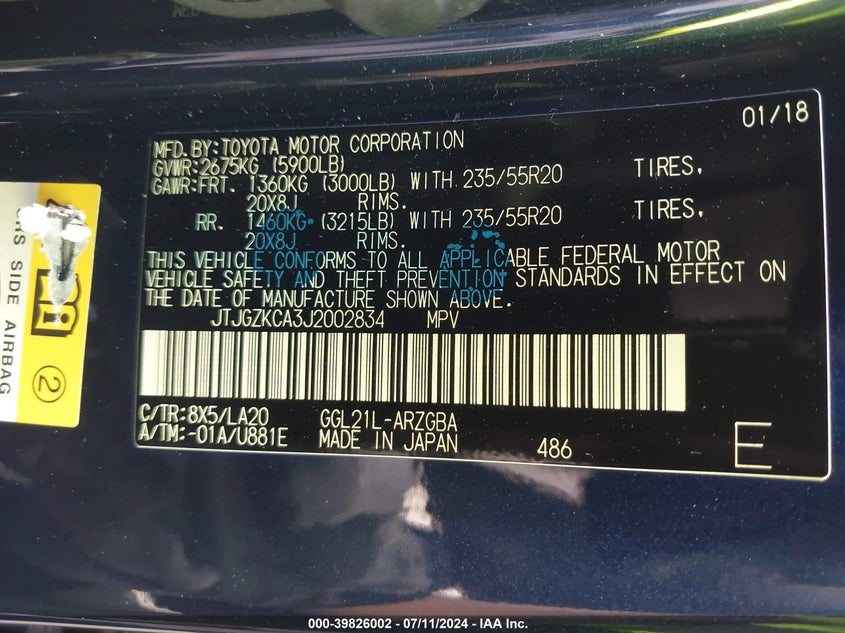 01/18
MFD.BY:TOYOTA MOTOR CORPORATION
GVWR:2675KG (5900LB)
GAWR:FRT. 1360KG (3000LB) WITH 235/55R20 TIRES.
20X8J RIMS.
RR. 1460KG (3215LB) WITH 235/55R20 TIRES.
20X8J RIMS.
THIS VEHICLE CONFORMS TO ALL APPLICABLE FEDERAL MOTOR
VEHICLE SAFETY AND THEFT PREVENTION STANDARDS IN EFFECT ON
THE DATE OF MANUFACTURE SHOWN ABOVE.
JTJGZKCA3J2002834 MPV
C/TR:8X5/LA20 GGL21L-ARZGBA
A/TM:-01A/U881E MADE IN JAPAN 486 E
SIDE AIRBAG
2
000-39826002 - 07/11/2024 - IAA Inc.